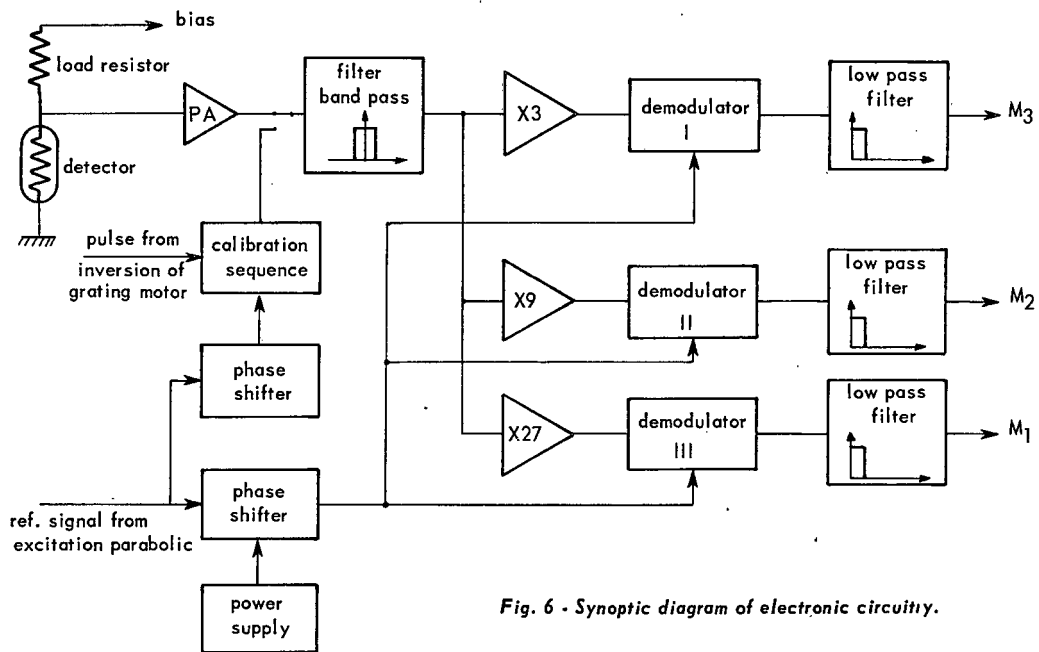 bias
load resistor
detector
PA
filter
band pass
X3
demodulator
I
low pass
filter
M3
pulse from
inversion of
grating motor
calibration
sequence
X9
demodulator
II
low pass
filter
M2
phase
shifter
X27
demodulator
III
low pass
filter
M1
ref. signal from
excitation parabolic
phase
shifter
power
supply
Fig. 6 - Synoptic diagram of electronic circuitry.